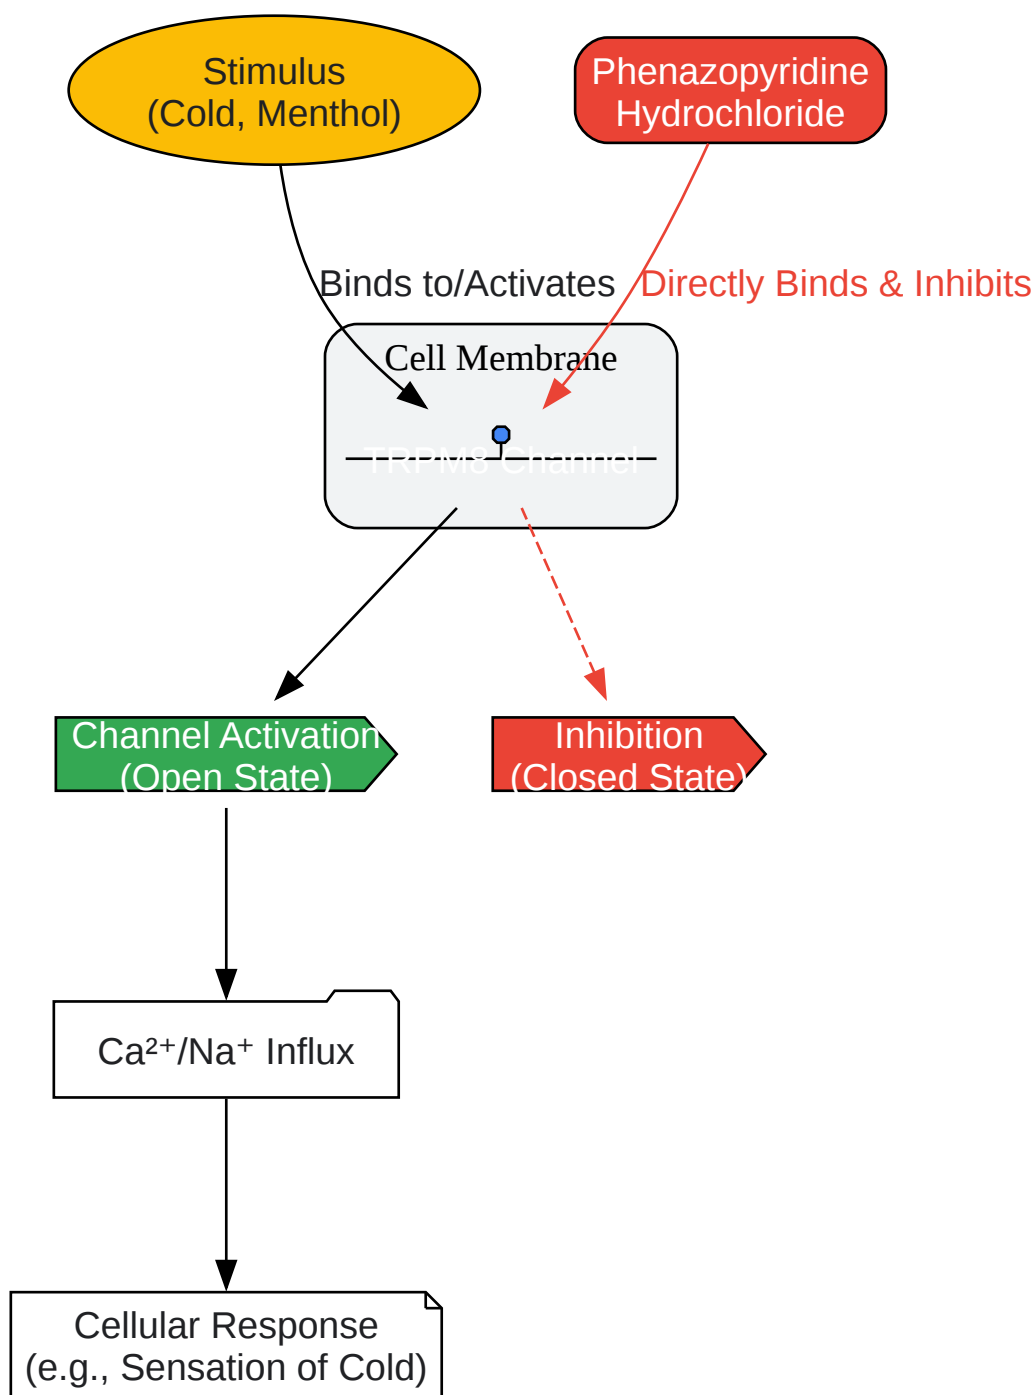 Stimulus
(Cold, Menthol)
Phenazopyridine
Hydrochloride
Binds to/Activates
Directly Binds & Inhibits
Cell Membrane
TRPM8 Channel
Channel Activation
(Open State)
Inhibition
(Closed State)
Ca²⁺/Na⁺ Influx
Cellular Response
(e.g., Sensation of Cold)